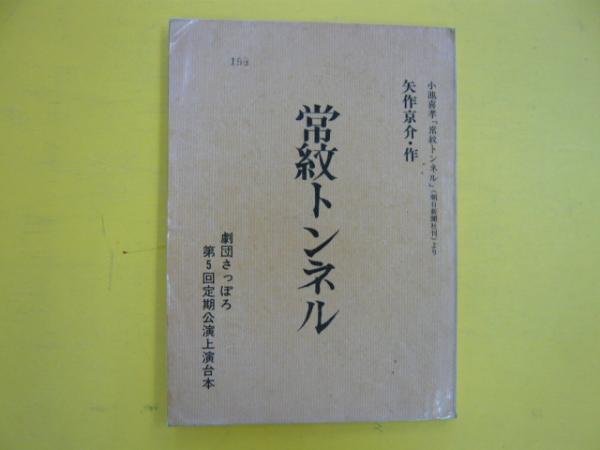 198
小池喜孝「常紋トンネル」(朝日新聞社刊)より
矢作京介・作
常紋トンネル
劇団さっぽろ
第5回定期公演上演台本